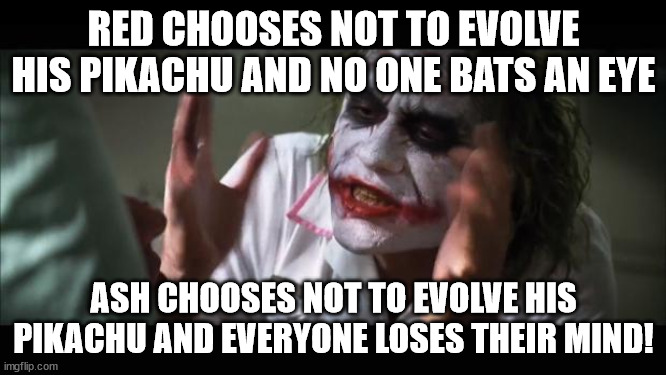 RED CHOOSES NOT TO EVOLVE
HIS PIKACHU AND NO ONE BATS AN EYE
ASH CHOOSES NOT TO EVOLVE HIS
PIKACHU AND EVERYONE LOSES THEIR MIND!
imgflip.com